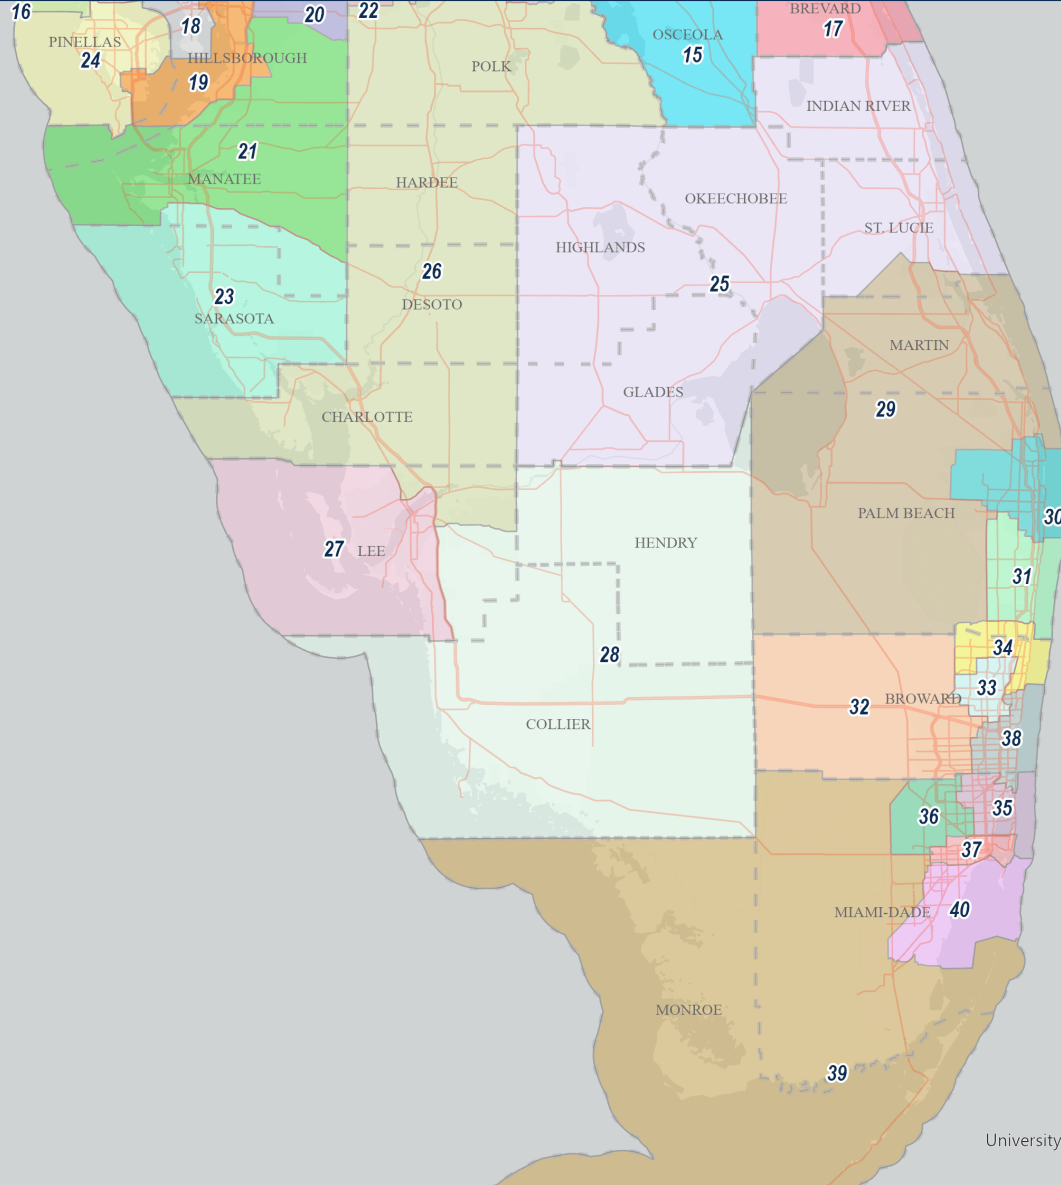 16
20
22
BREVARD
17
18
PINELLAS
24
HILLSBOROUGH
19
OSCEOLA
15
POLK
INDIAN RIVER
21
MANATEE
HARDEE
OKEECHOBEE
HIGHLANDS
ST. LUCIE
26
25
23
DESOTO
SARASOTA
MARTIN
GLADES
29
CHARLOTTE
PALM BEACH
30
27
LEE
HENDRY
31
28
34
33
32
BROWARD
COLLIER
38
36
35
37
MIAMI-DADE
40
MONROE
39
University